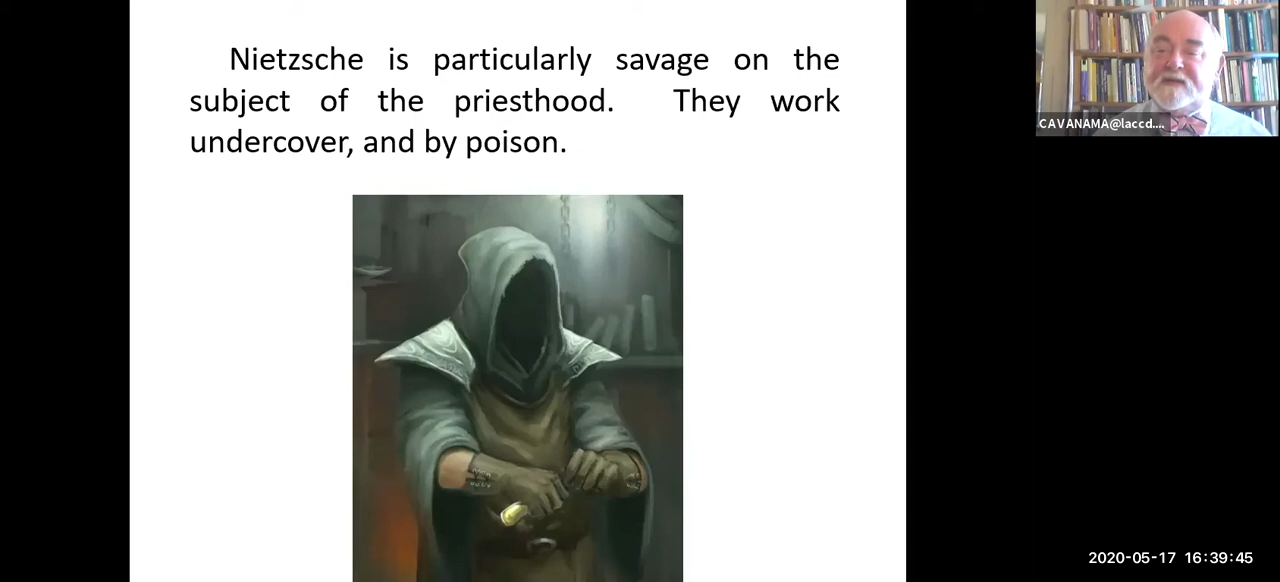 Nietzsche is particularly savage on the
subject of the priesthood. They work
undercover, and by poison.
CAVANAMA@laccd....
2020-05-17 16:39:45